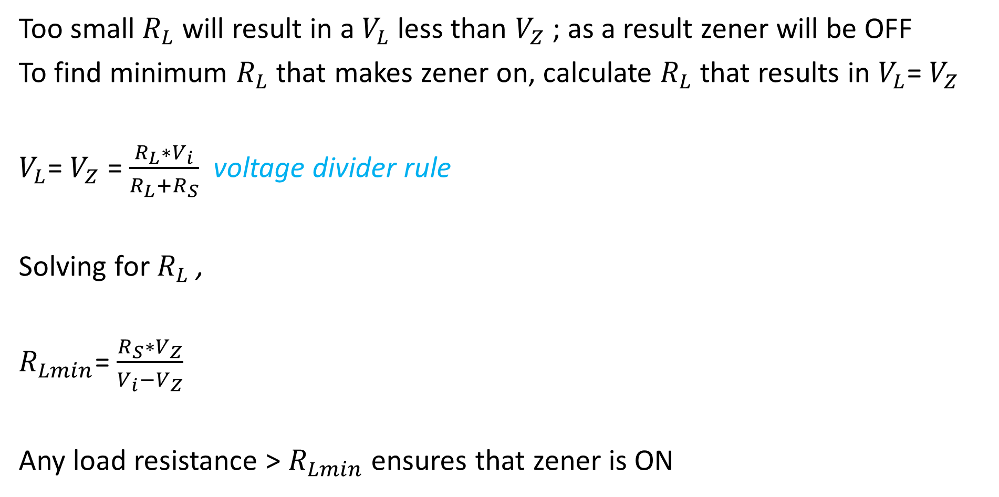 Too small R_L will result in a V_L less than V_Z ; as a result zener will be OFF
To find minimum R_L that makes zener on, calculate R_L that results in V_L= V_Z
V_L= V_Z = \frac{R_L*V_i}{R_L+R_S} voltage divider rule
Solving for R_L ,
R_{Lmin}= \frac{R_S*V_Z}{V_i-V_Z}
Any load resistance > R_{Lmin} ensures that zener is ON